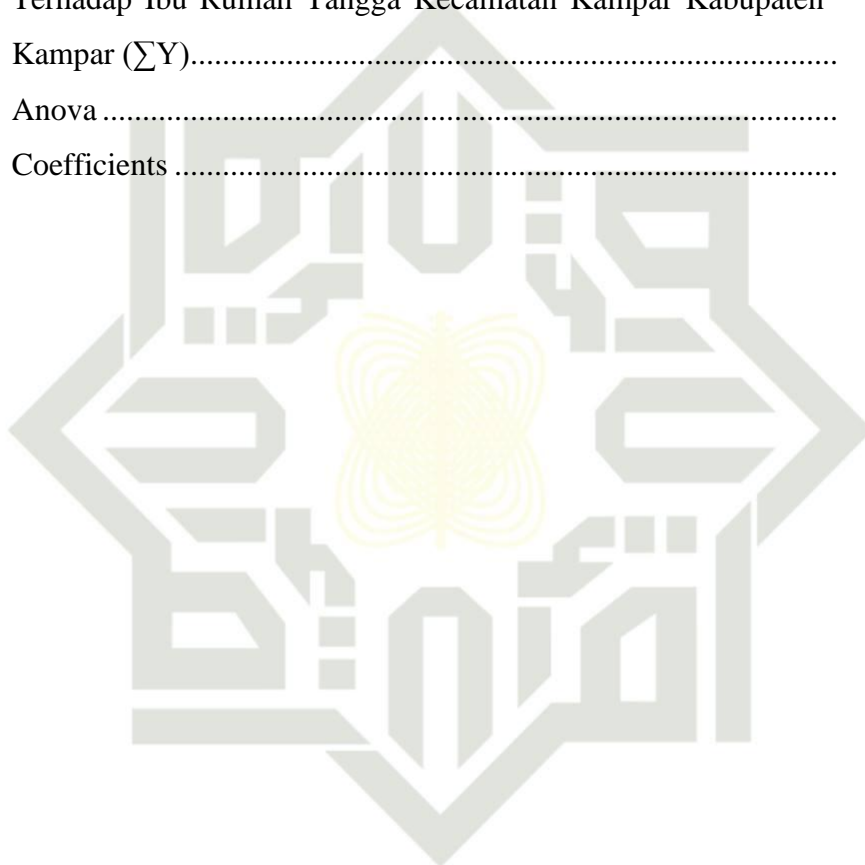 Terhadap Ibu Rumah Tangga Kecamatan Kampar Kabupaten
Kampar (∑Y)................................................................................
Anova ...........................................................................................
Coefficients ..................................................................................